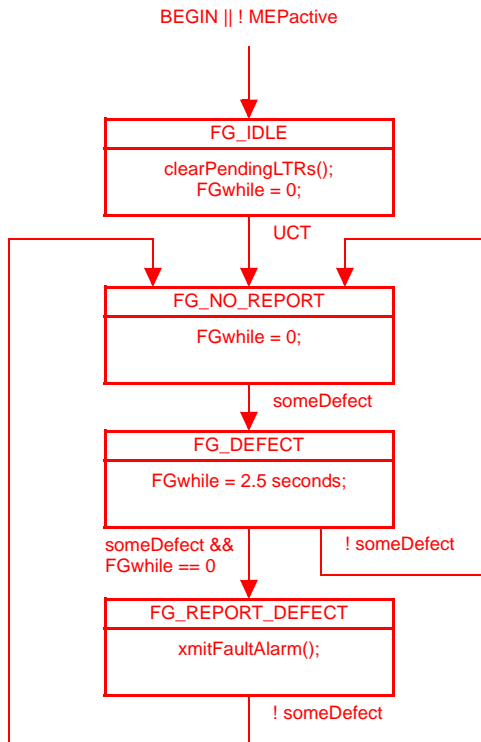 BEGIN || ! MEPactive
FG_IDLE
clearPendingLTRs();
FGwhile = 0;
UCT
FG_NO_REPORT
FGwhile = 0;
someDefect
FG_DEFECT
FGwhile = 2.5 seconds;
someDefect &&
FGwhile == 0
! someDefect
FG_REPORT_DEFECT
xmitFaultAlarm();
! someDefect